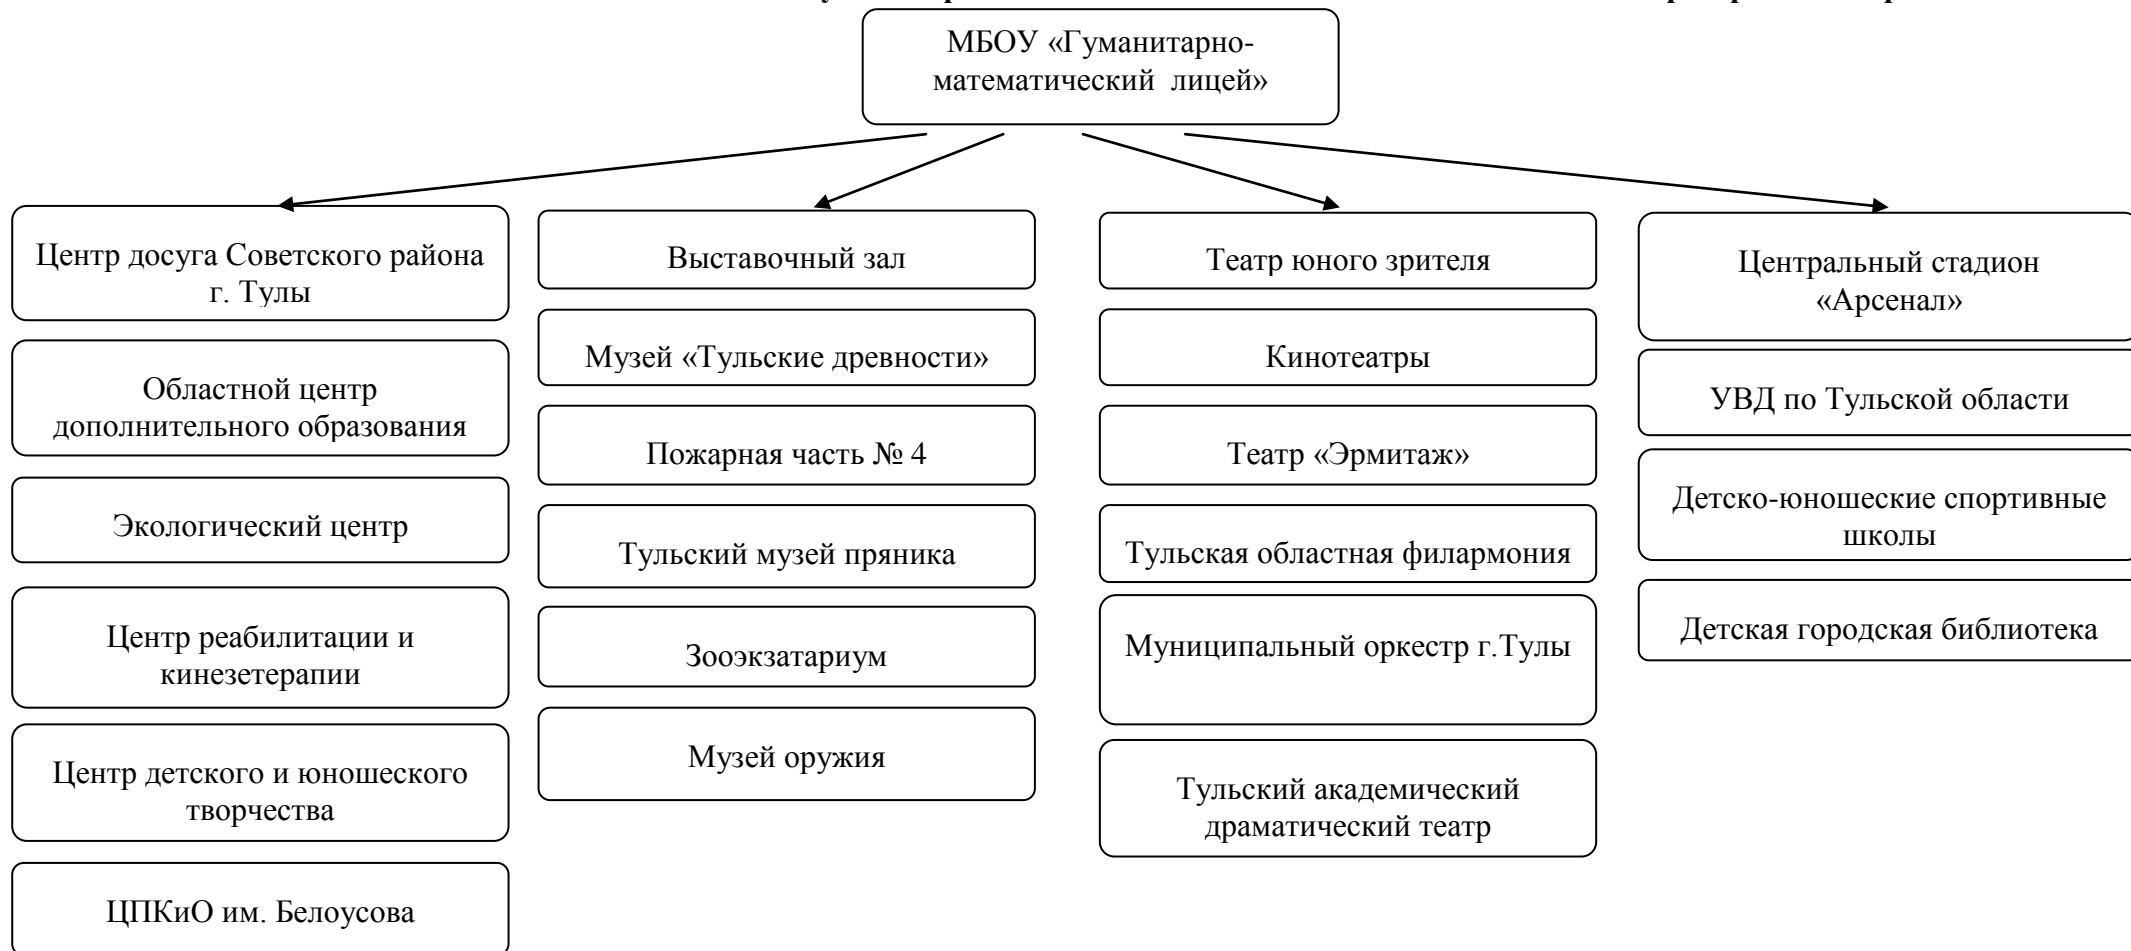 МБОУ «Гуманитарно-
математический лицей»
Центр досуга Советского района
г. Тулы
Областной центр
дополнительного образования
Экологический центр
Центр реабилитации и
кинезетерапии
Центр детского и юношеского
творчества
ЦПКиО им. Белоусова
Выставочный зал
Музей «Тульские древности»
Пожарная часть № 4
Тульский музей пряника
Зооэкзатариум
Музей оружия
Театр юного зрителя
Кинотеатры
Театр «Эрмитаж»
Тульская областная филармония
Муниципальный оркестр г.Тулы
Тульский академический
драматический театр
Центральный стадион
«Арсенал»
УВД по Тульской области
Детско-юношеские спортивные
школы
Детская городская библиотека